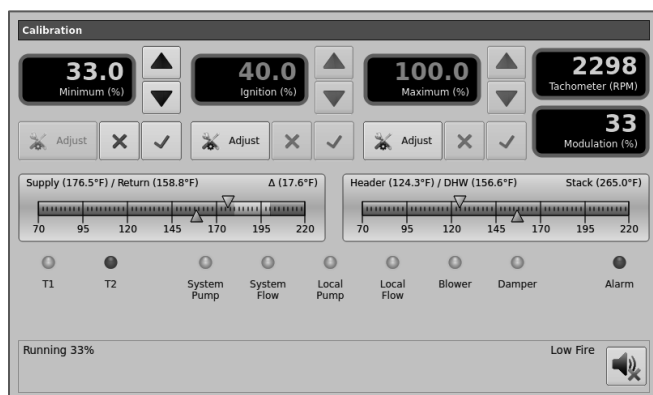 Calibration
33.0
Minimum (%)
40.0
Ignition (%)
100.0
Maximum (%)
2298
Tachometer (RPM)
Adjust
Adjust
Adjust
33
Modulation (%)
Supply (176.5°F) / Return (158.8°F) Δ (17.6°F)
70 95 120 145 170 195 220
Header (124.3°F) / DHW (156.6°F) Stack (265.0°F)
70 95 120 145 170 195 220
T1
T2
System Pump
System Flow
Local Pump
Local Flow
Blower
Damper
Alarm
Running 33%
Low Fire